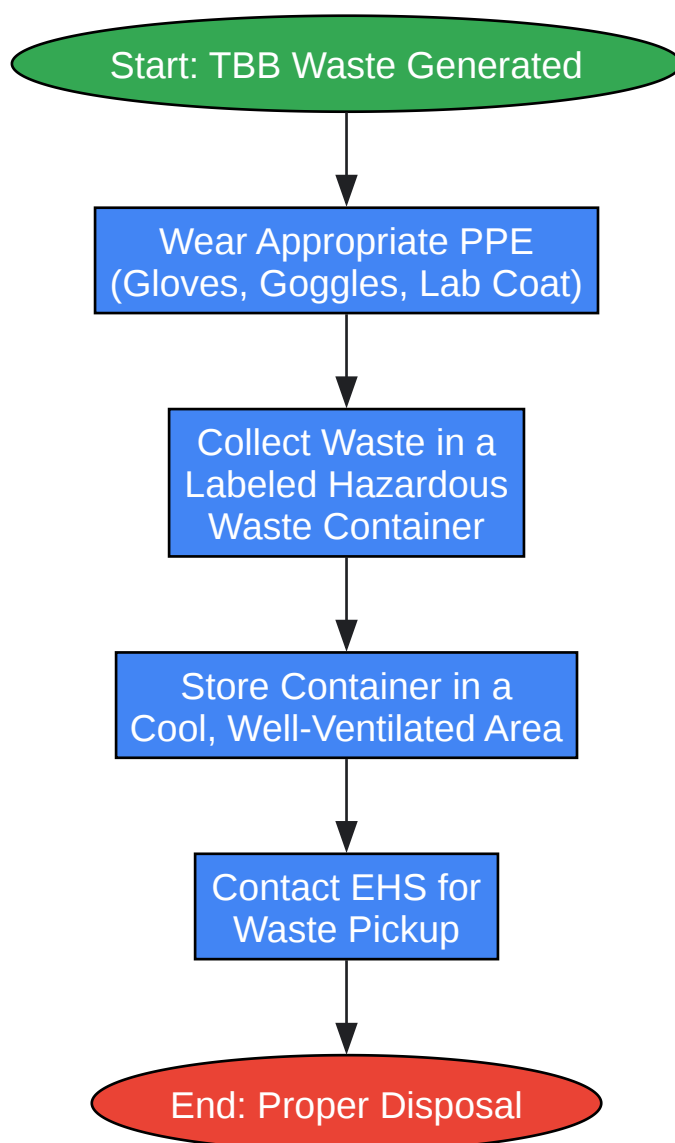 Start: TBB Waste Generated
Wear Appropriate PPE
(Gloves, Goggles, Lab Coat)
Collect Waste in a
Labeled Hazardous
Waste Container
Store Container in a
Cool, Well-Ventilated Area
Contact EHS for
Waste Pickup
End: Proper Disposal